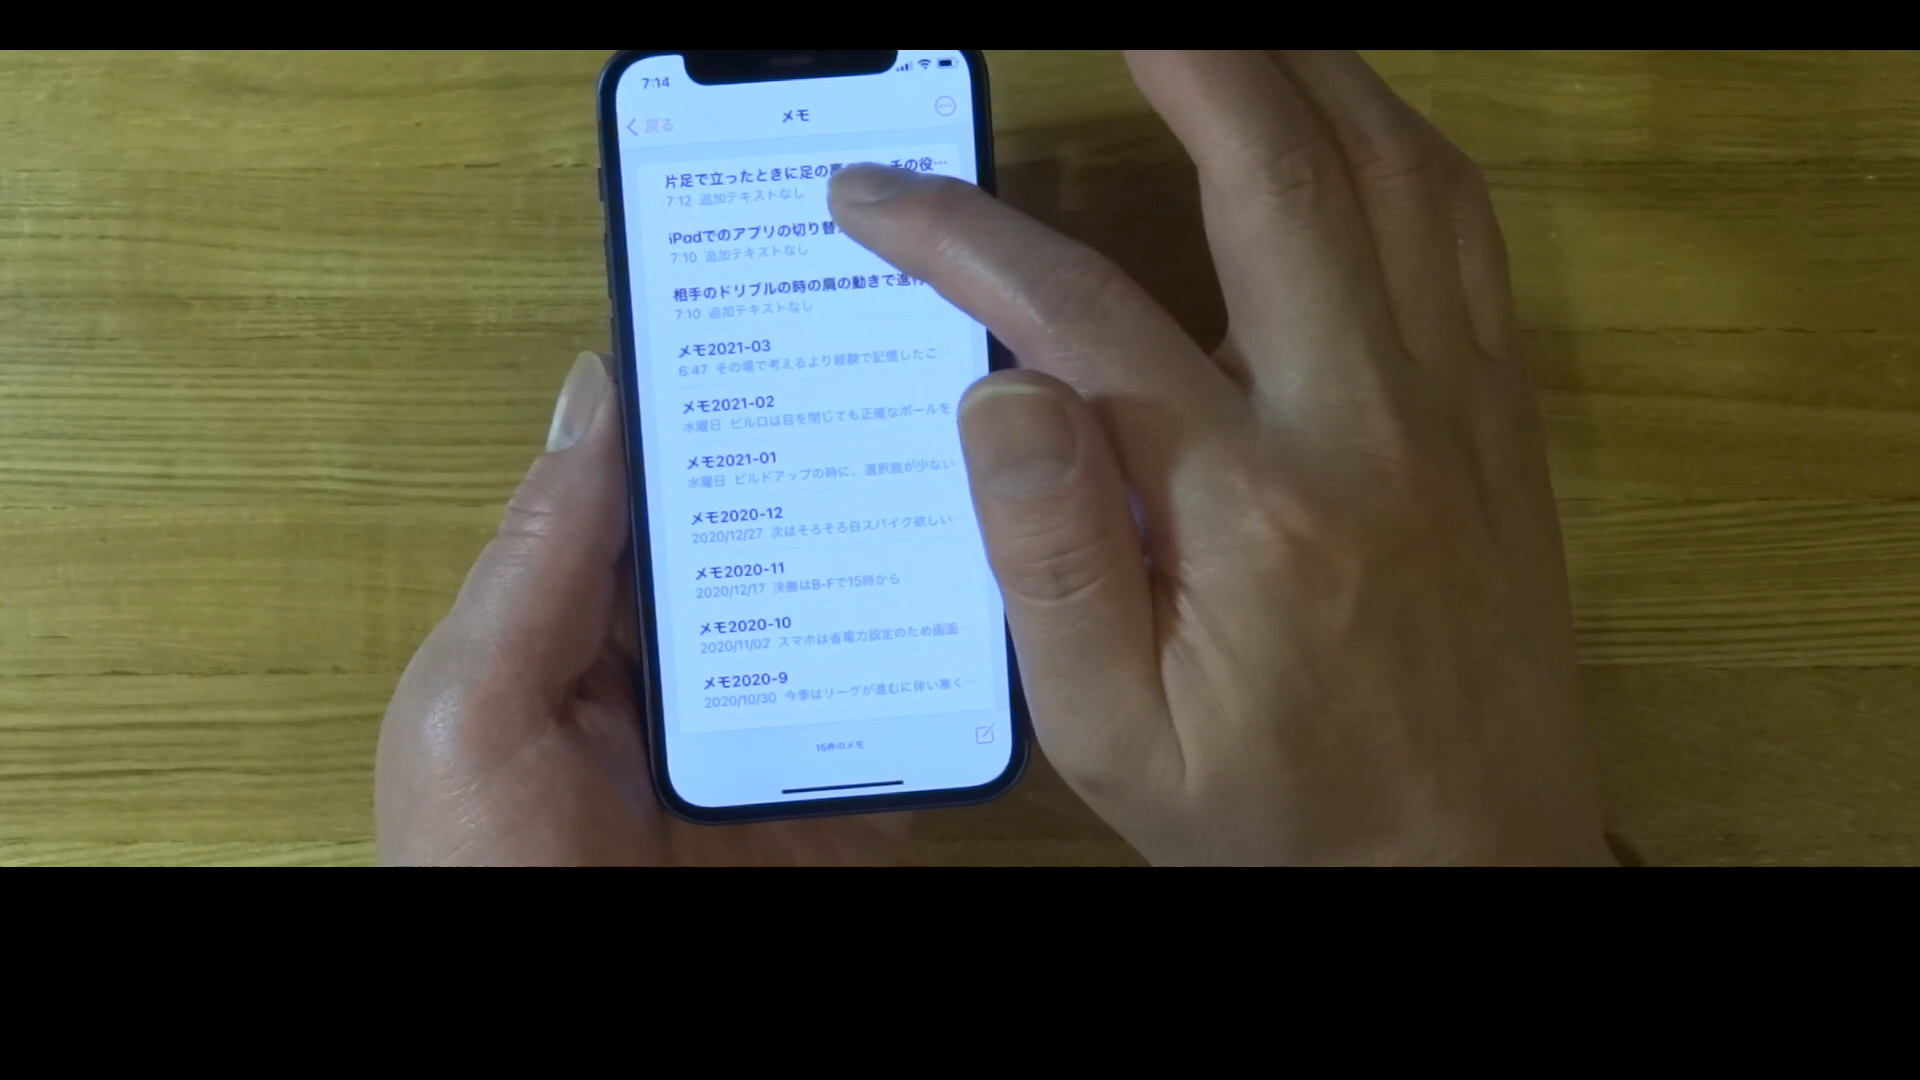 7:14
戻る
メモ
片足で立ったときに足の の役…
7:12 追加テキストなし
iPadでのアプリの切り替
7:10 追加テキストなし
相手のドリブルの時の肩の動きで進行
7:10 追加テキストなし
メモ2021-03
6:47 その場で考えるより経験で記憶したこ…
メモ2021-02
水曜日 ピルロは目を閉じても正確なボールを
メモ2021-01
水曜日 ビルドアップの時に、選択肢が少ない…
メモ2020-12
2020/12/27 次はそろそろ白スパイク欲しい…
メモ2020-11
2020/12/17 決勝はB-Fで15時から
メモ2020-10
2020/11/02 スマホは省電力設定のため画面…
メモ2020-9
2020/10/30 今季はリーグが進むに伴い寒く…
15件のメモ